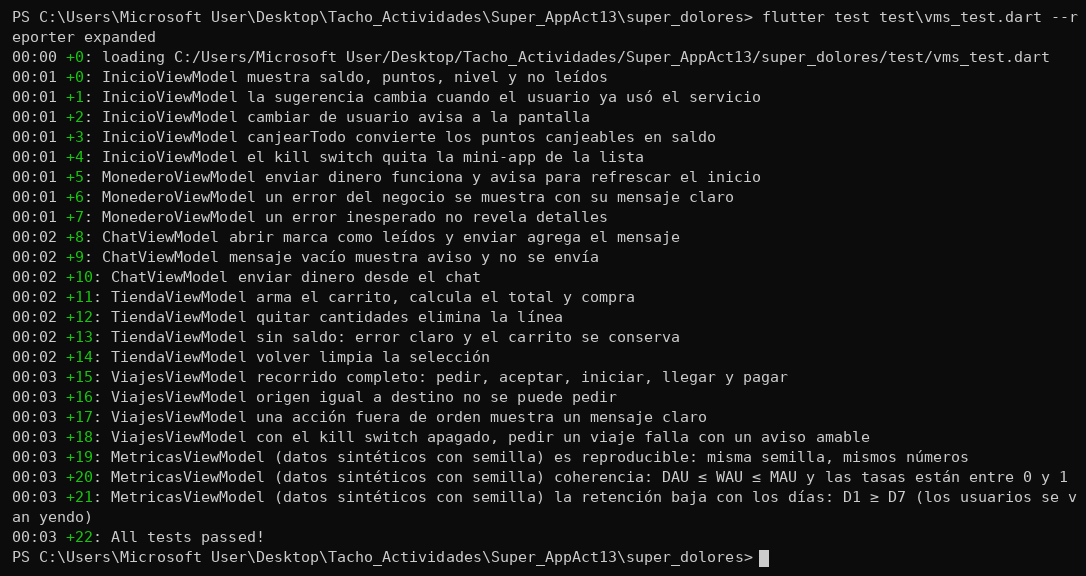 PS C:\Users\Microsoft User\Desktop\Tacho_Actividades\Super_AppAct13\super_dolores> flutter test test\vms_test.dart --r
eporter expanded
00:00 +0: loading C:/Users/Microsoft User/Desktop/Tacho_Actividades/Super_AppAct13/super_dolores/test/vms_test.dart
00:01 +0: InicioViewModel muestra saldo, puntos, nivel y no leídos
00:01 +1: InicioViewModel la sugerencia cambia cuando el usuario ya usó el servicio
00:01 +2: InicioViewModel cambiar de usuario avisa a la pantalla
00:01 +3: InicioViewModel canjearTodo convierte los puntos canjeables en saldo
00:01 +4: InicioViewModel el kill switch quita la mini-app de la lista
00:01 +5: MonederoViewModel enviar dinero funciona y avisa para refrescar el inicio
00:01 +6: MonederoViewModel un error del negocio se muestra con su mensaje claro
00:01 +7: MonederoViewModel un error inesperado no revela detalles
00:02 +8: ChatViewModel abrir marca como leídos y enviar agrega el mensaje
00:02 +9: ChatViewModel mensaje vacío muestra aviso y no se envía
00:02 +10: ChatViewModel enviar dinero desde el chat
00:02 +11: TiendaViewModel arma el carrito, calcula el total y compra
00:02 +12: TiendaViewModel quitar cantidades elimina la línea
00:02 +13: TiendaViewModel sin saldo: error claro y el carrito se conserva
00:02 +14: TiendaViewModel volver limpia la selección
00:03 +15: ViajesViewModel recorrido completo: pedir, aceptar, iniciar, llegar y pagar
00:03 +16: ViajesViewModel origen igual a destino no se puede pedir
00:03 +17: ViajesViewModel una acción fuera de orden muestra un mensaje claro
00:03 +18: ViajesViewModel con el kill switch apagado, pedir un viaje falla con un aviso amable
00:03 +19: MetricasViewModel (datos sintéticos con semilla) es reproducible: misma semilla, mismos números
00:03 +20: MetricasViewModel (datos sintéticos con semilla) coherencia: DAU ≤ WAU ≤ MAU y las tasas están entre 0 y 1
00:03 +21: MetricasViewModel (datos sintéticos con semilla) la retención baja con los días: D1 ≥ D7 (los usuarios se v
an yendo)
00:03 +22: All tests passed!
PS C:\Users\Microsoft User\Desktop\Tacho_Actividades\Super_AppAct13\super_dolores>